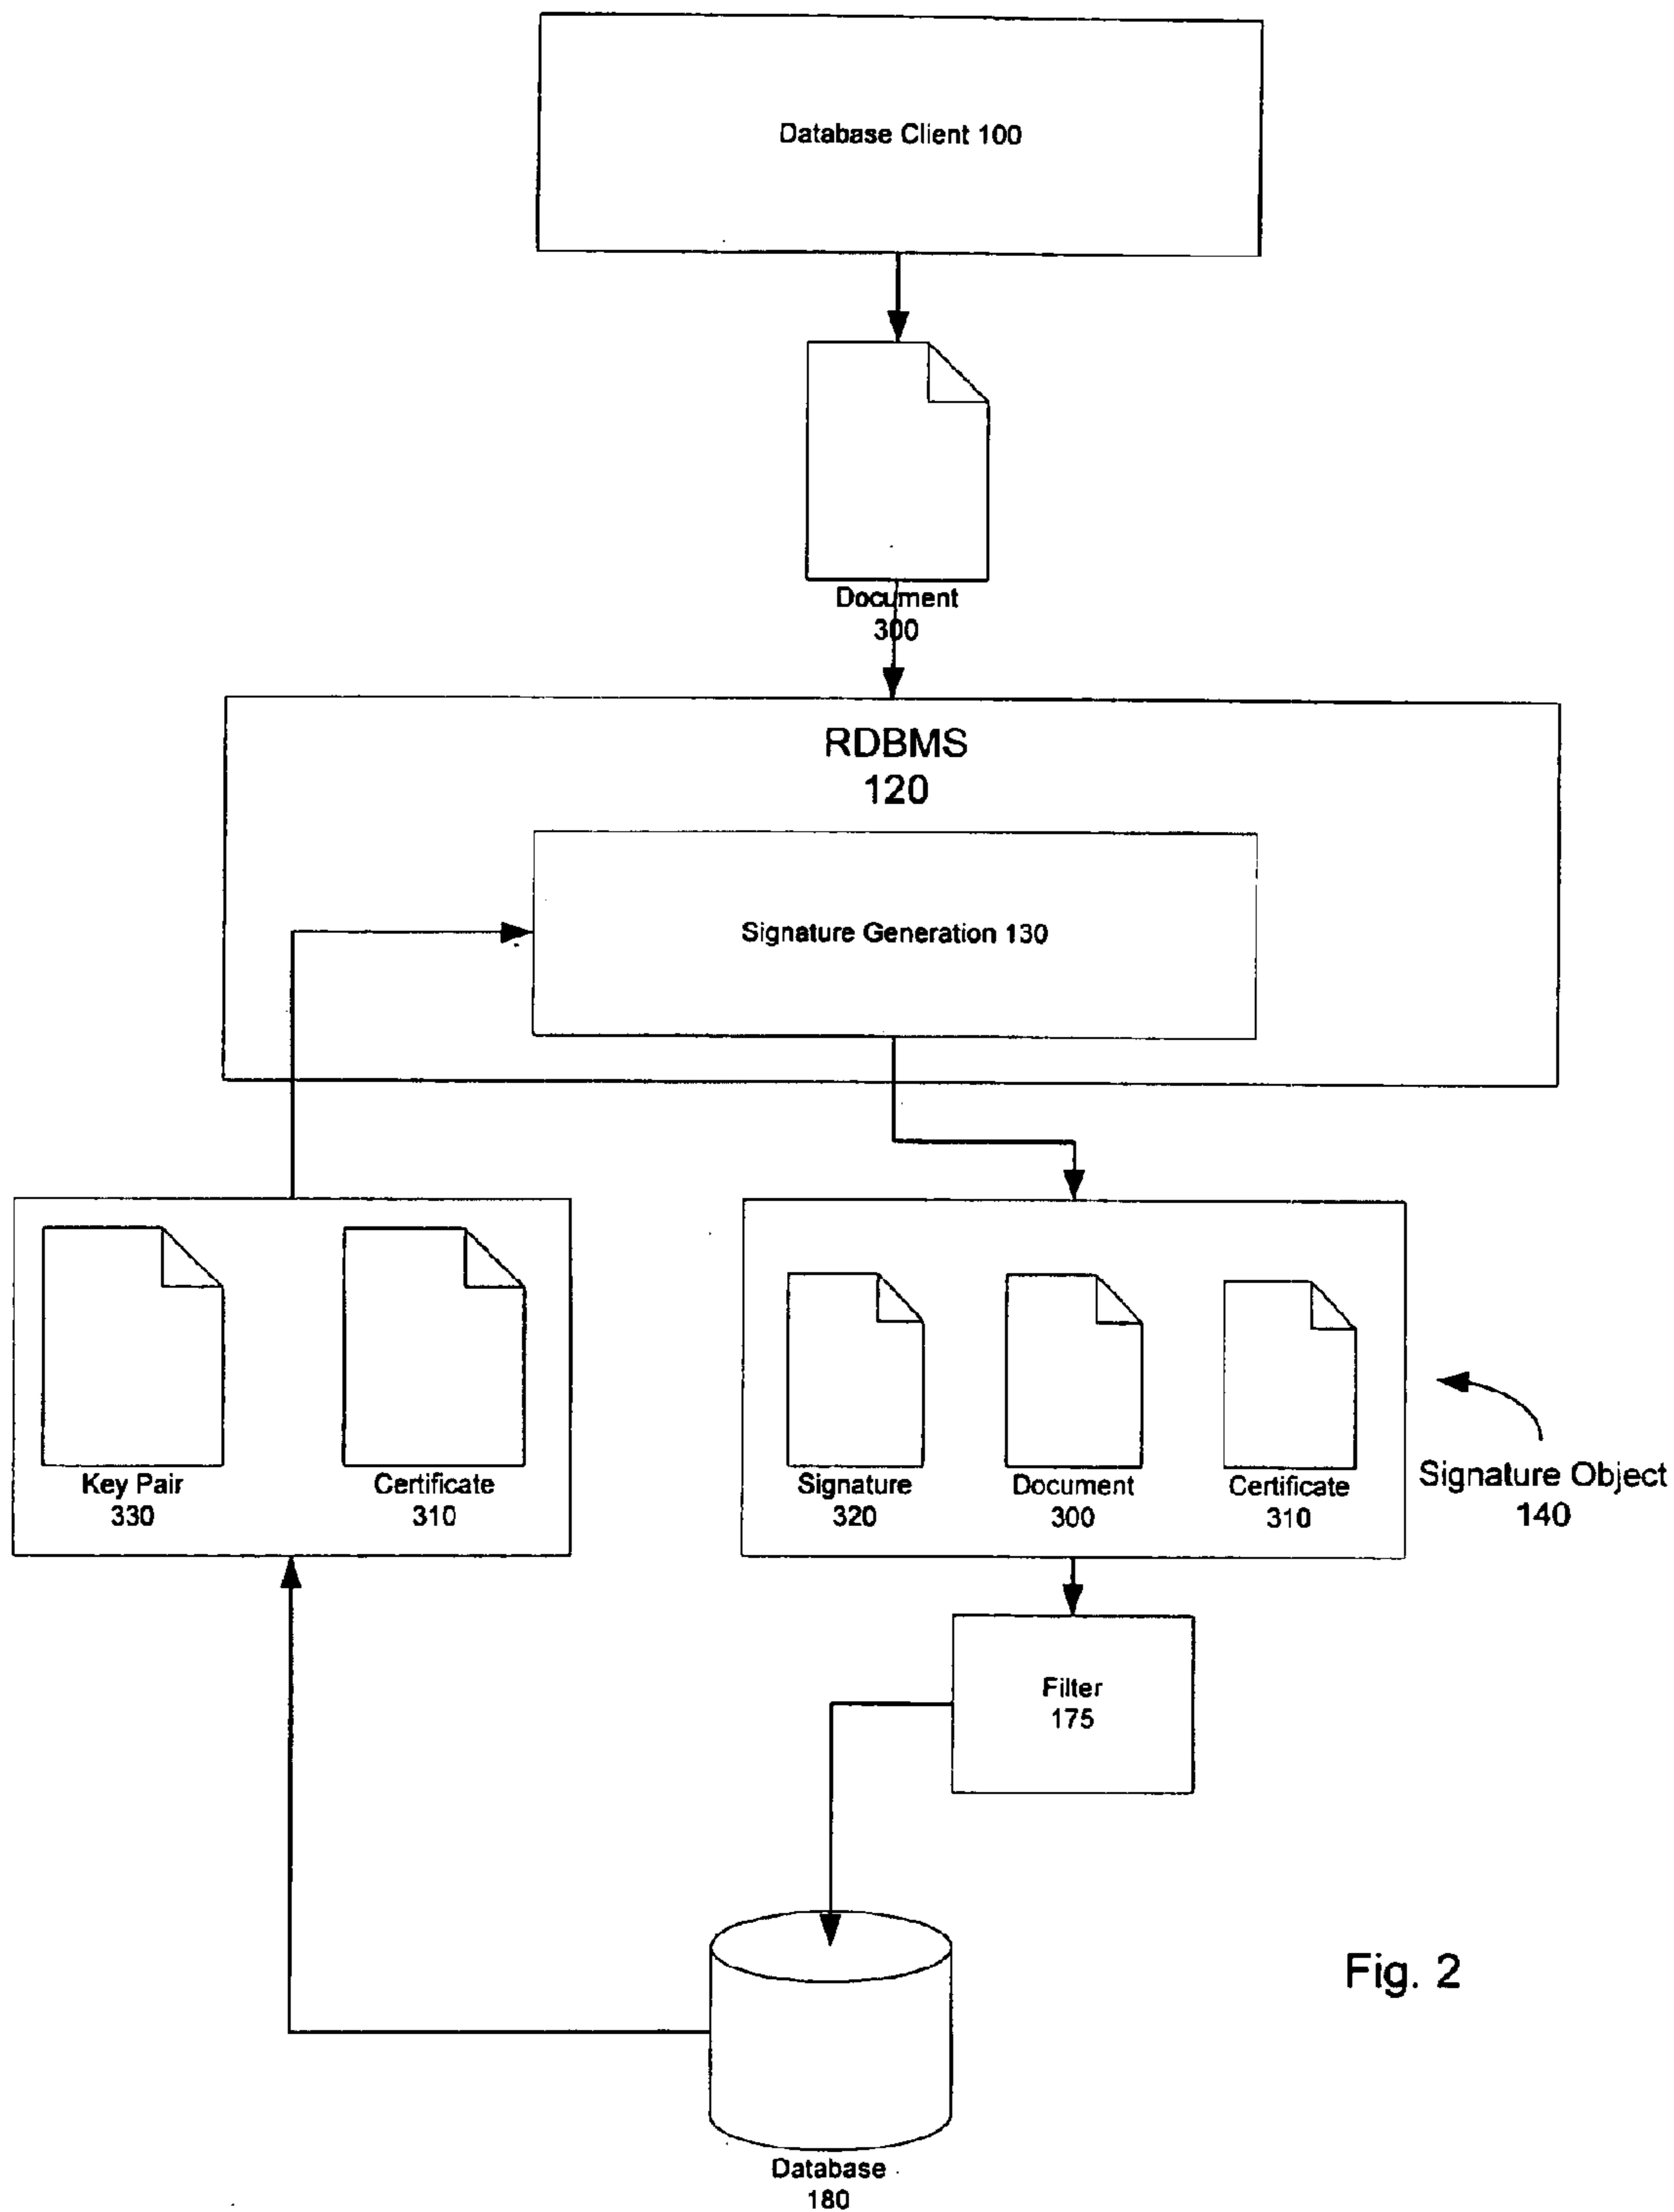 Database Client 100
Document
300
RDBMS
120
Signature Generation 130
Key Pair
330
Certificate
310
Signature
320
Document
300
Certificate
310
Signature Object
140
Filter
175
Fig. 2
Database
180